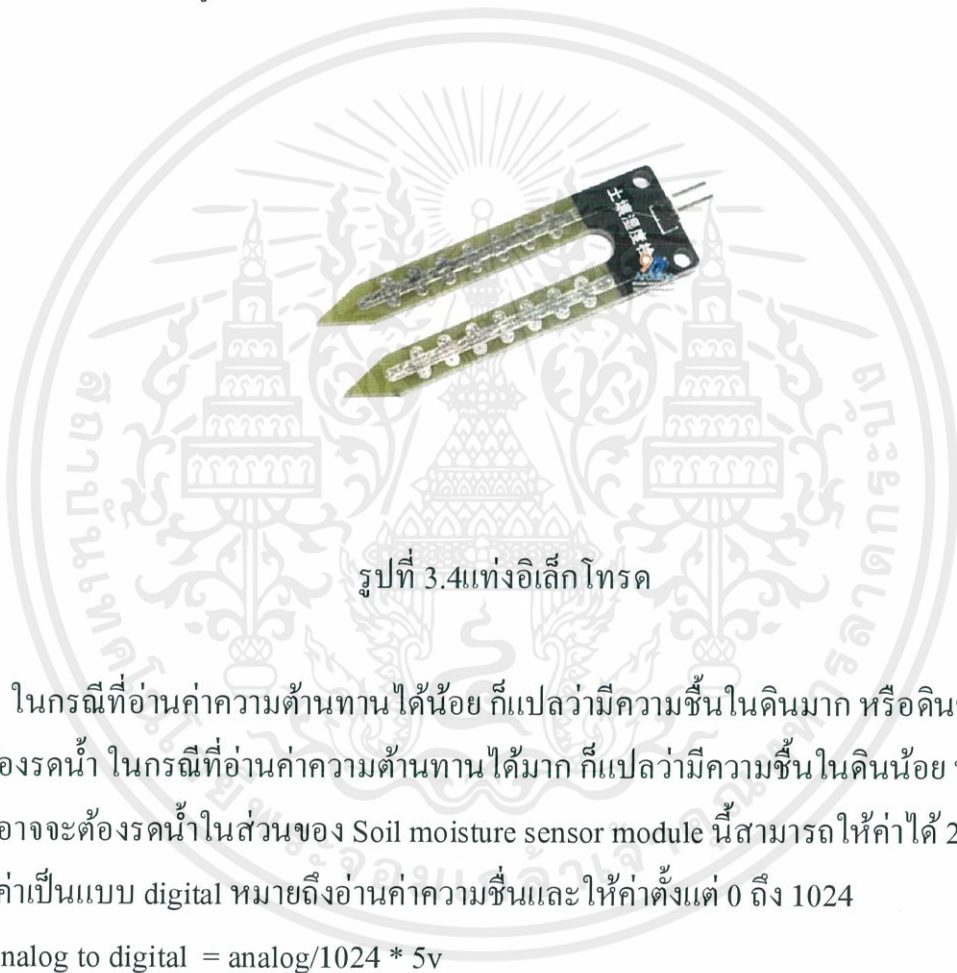 土壤湿度检
รูปที่ 3.4แท่งอิเล็กโทรด
ในกรณีที่อ่านค่าความต้านทานได้น้อย ก็แปลว่ามีความชื้นในดินมาก หรือดิน
องรดน้ำ ในกรณีที่อ่านค่าความต้านทานได้มาก ก็แปลว่ามีความชื้นในดินน้อย
อาจจะต้องรดน้ำในส่วนของ Soil moisture sensor module นี้สามารถให้ค่าได้ 2
ค่าเป็นแบบ digital หมายถึงอ่านค่าความชื่นและให้ค่าตั้งแต่ 0 ถึง 1024
nalog to digital = analog/1024 * 5v